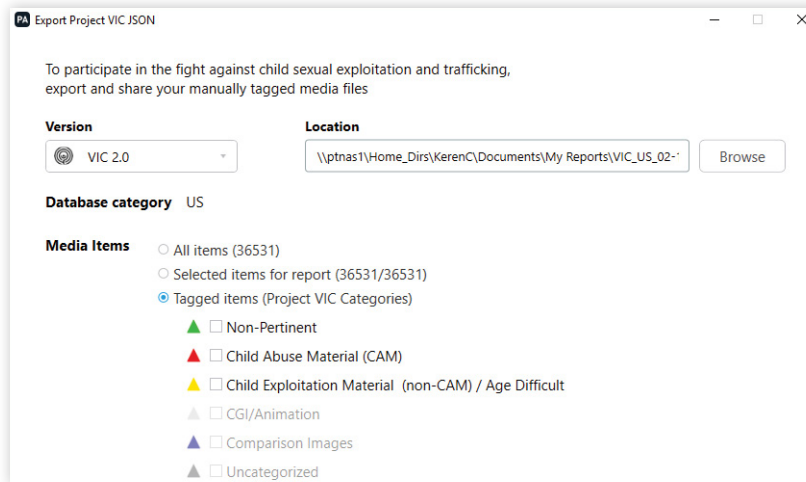 PA Export Project VIC JSON
To participate in the fight against child sexual exploitation and trafficking,
export and share your manually tagged media files
Version Location
VIC 2.0 \\ptnas1\Home_Dirs\KerenC\Documents\My Reports\VIC_US_02- Browse
Database category US
Media Items All items (36531)
Selected items for report (36531/36531)
Tagged items (Project VIC Categories)
Non-Pertinent
Child Abuse Material (CAM)
Child Exploitation Material (non-CAM) / Age Difficult
CGI/Animation
Comparison Images
Uncategorized